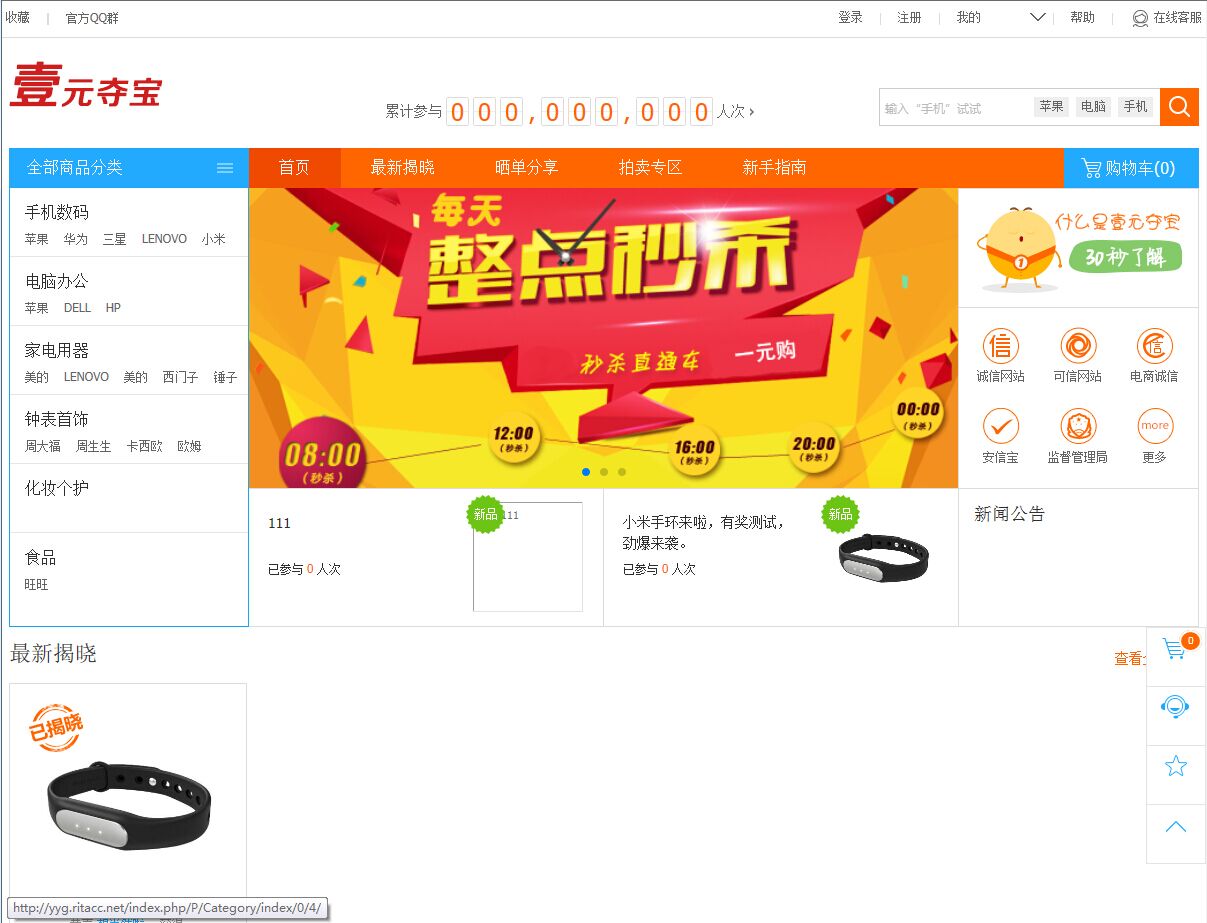 收藏 官方QQ群 登录 注册 我的 帮助 在线客服
壹元夺宝
累计参与 000,000,000 人次
输入“手机”试试 苹果 电脑 手机
全部商品分类 首页 最新揭晓 晒单分享 拍卖专区 新手指南 购物车(0)
手机数码
苹果 华为 三星 LENOVO 小米
电脑办公
苹果 DELL HP
家电用器
美的 LENOVO 美的 西门子 锤子
钟表首饰
周大福 周生生 卡西欧 欧姆
化妆个护
食品
旺旺
每天
整点秒杀
秒杀直通车 一元购
08:00
(秒杀)
12:00
(秒杀)
16:00
(秒杀)
20:00
(秒杀)
00:00
(秒杀)
什么是壹元夺宝
1
30秒了解
信 信
诚信网站 可信网站 电商诚信
more
安信宝 监督管理局 更多
111
已参与 0 人次
新品
111
小米手环来啦，有奖测试，
劲爆来袭。
已参与 0 人次
新品
新闻公告
最新揭晓
查看
0
已揭晓
http://yyg.ritacc.net/index.php/P/Category/index/0/4/